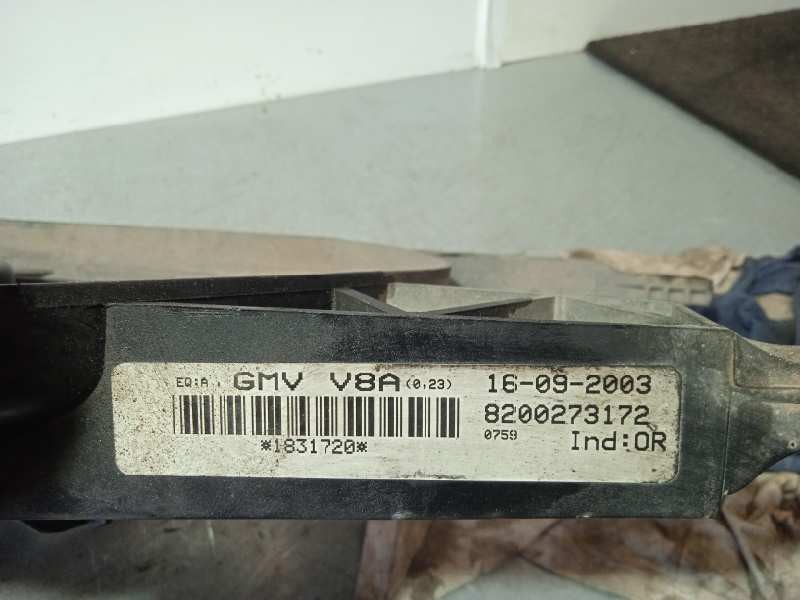 EQ:A. GMV V8A (0,23) 16-09-2003
8200273172
*1831720* 0759 Ind:OR